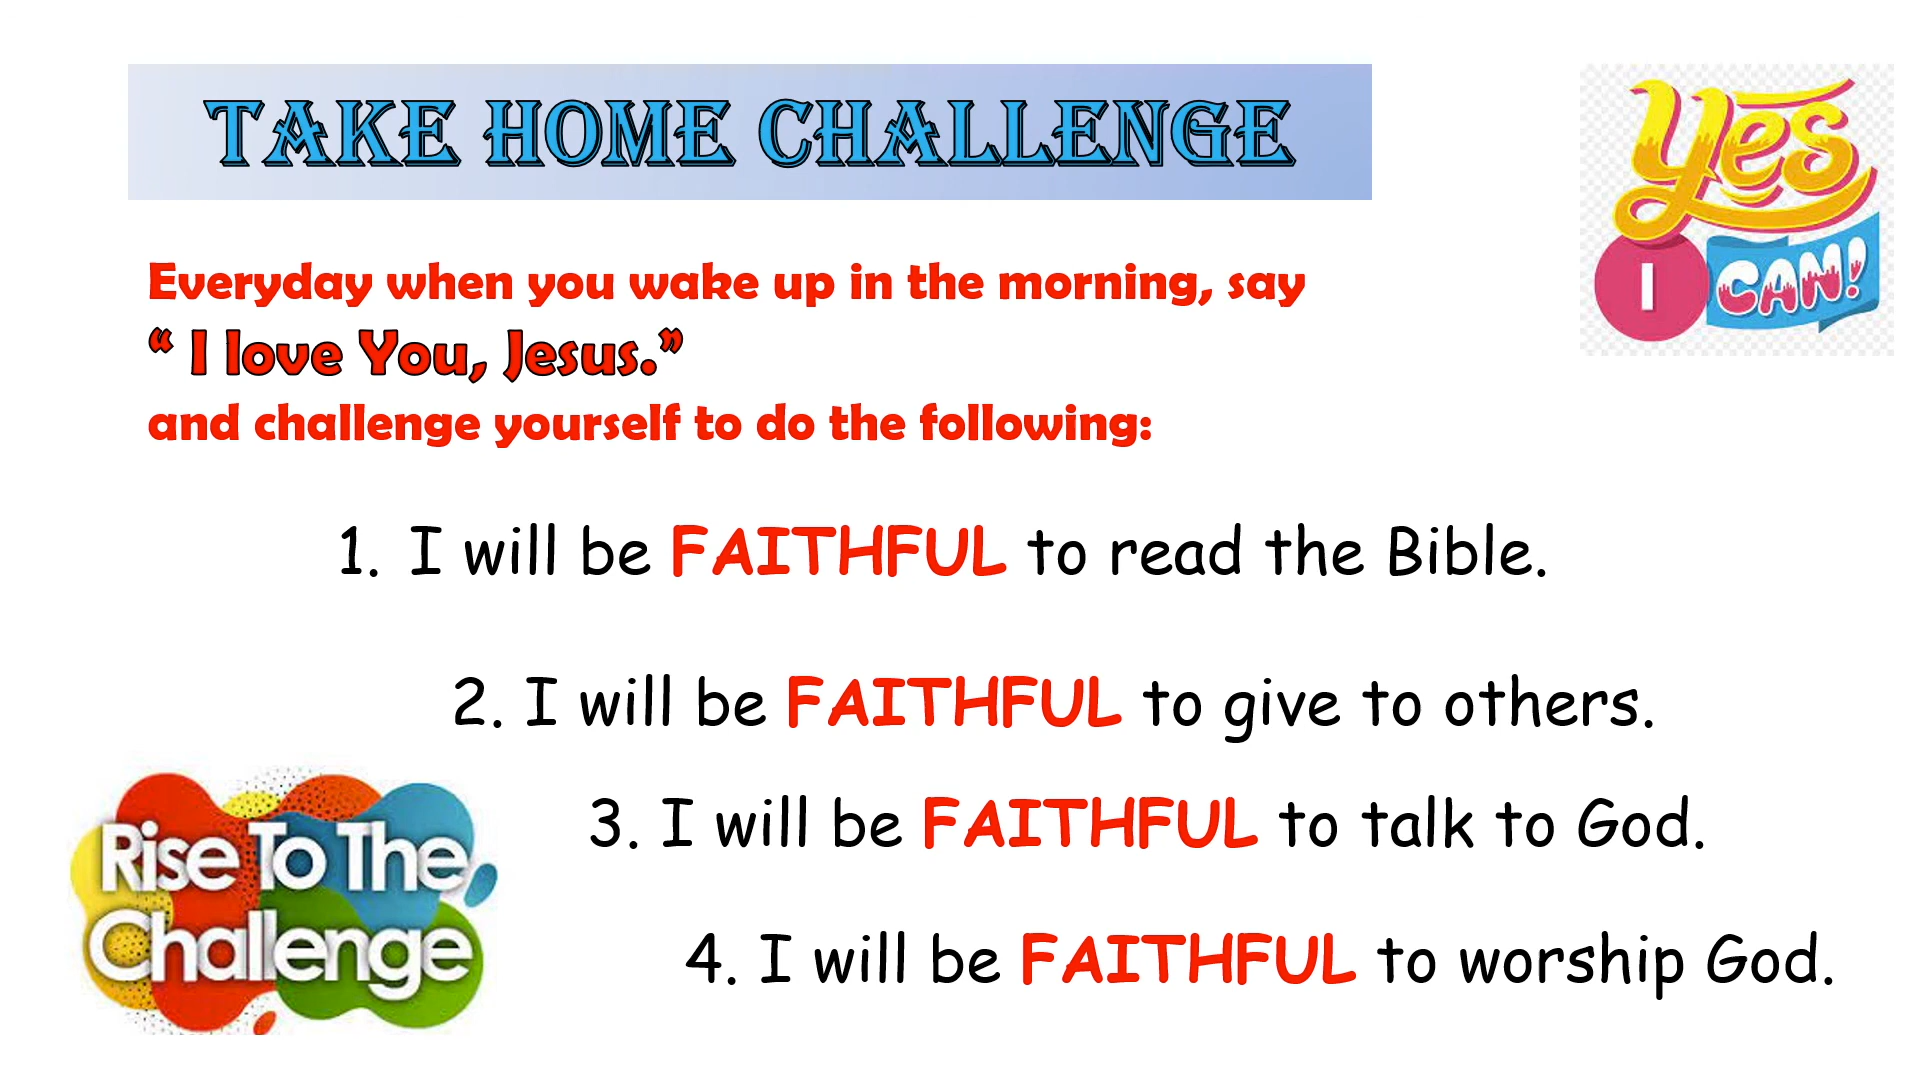 TAKE HOME CHALLENGE
Yes
I CAN!
Everyday when you wake up in the morning, say
“ I love You, Jesus.”
and challenge yourself to do the following:
1. I will be FAITHFUL to read the Bible.
2. I will be FAITHFUL to give to others.
3. I will be FAITHFUL to talk to God.
4. I will be FAITHFUL to worship God.
Rise To The
Challenge